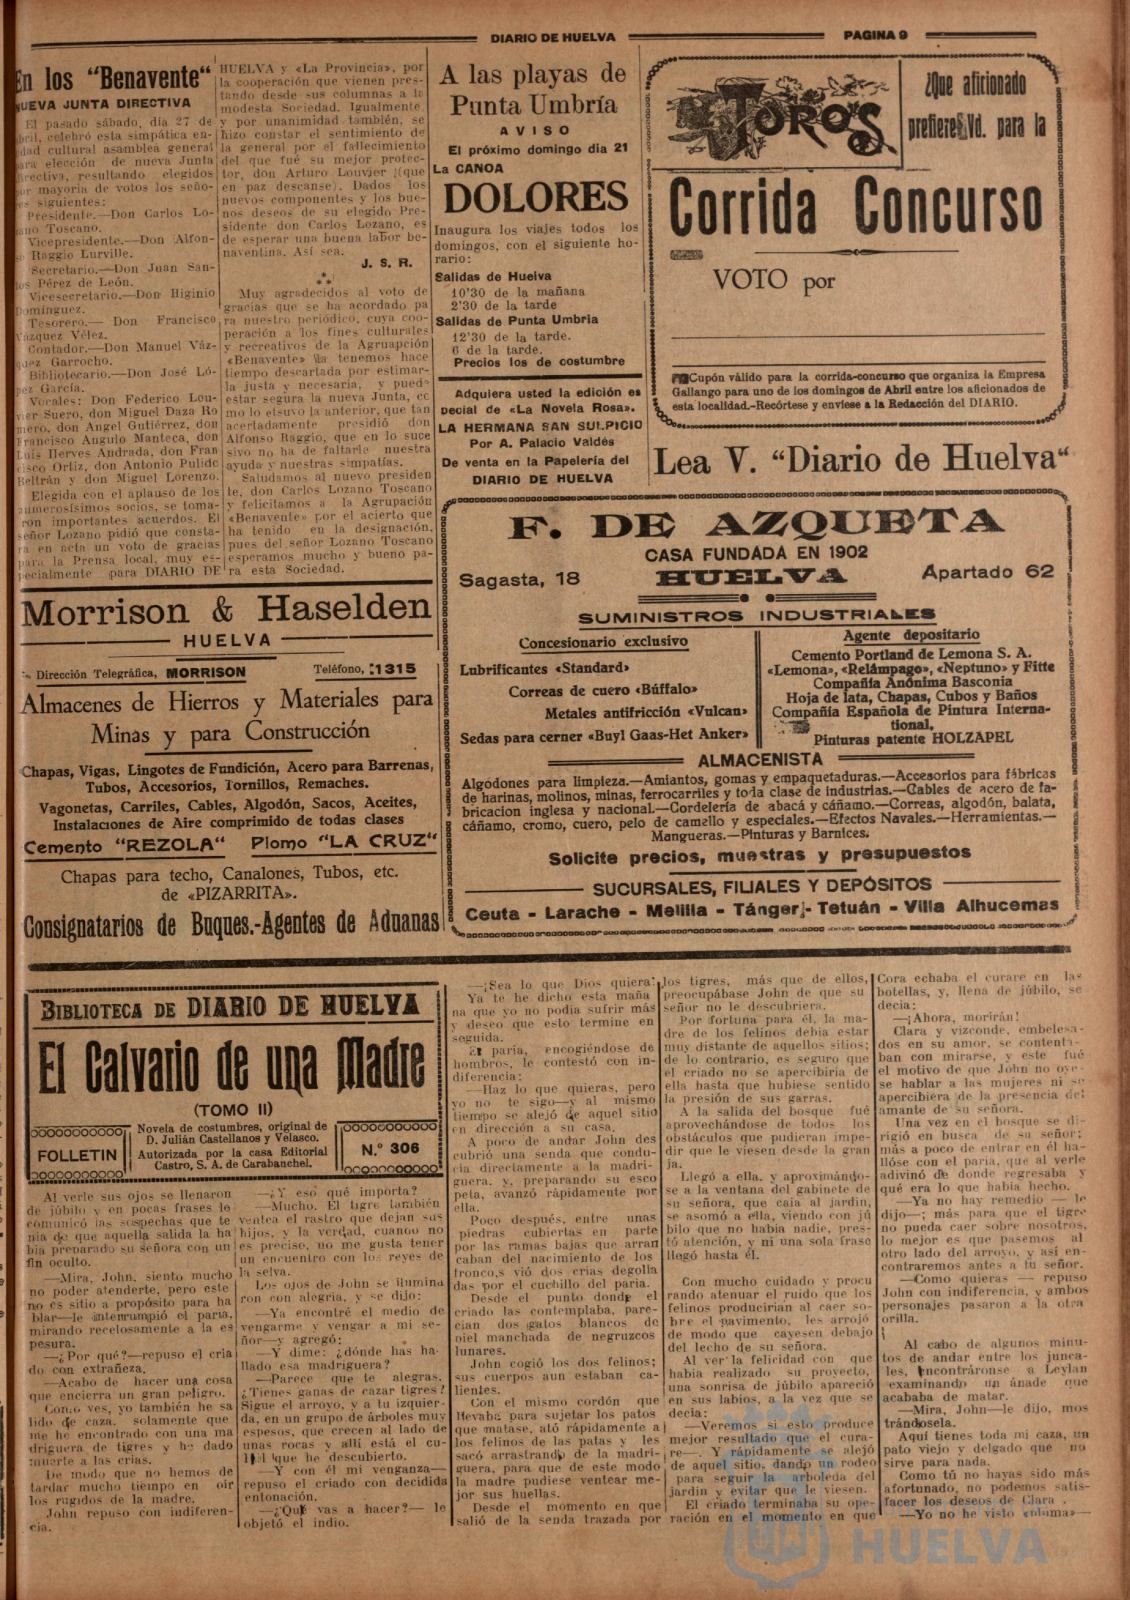 DIARIO DE HUELVA
PAGINA 9
En los "Benavente"
NUEVA JUNTA DIRECTIVA
El pasado sábado, día 27 de
abril, celebró esta simpática en-
tidad cultural asamblea general
para elección de nueva Junta
directiva, resultando elegidos
por mayoria de votos los seño-
res siguientes:
Presidente.—Don Carlos Lo-
zano Toscano.
Vicepresidente.—Don Alfon-
so Raggio Lurville.
Secretario.—Don Juan San-
tos Pérez de León.
Vicesecretario.—Don Higinio
Domínguez.
Tesorero.— Don Francisco
Vázquez Vélez.
Contador.—Don Manuel Váz-
quez Garrocho.
Bibliotecario.—Don José Ló-
pez García.
Vocales: Don Federico Lou-
vier Suero, don Miguel Daza Ro
mero, don Angel Gutiérrez, don
Francisco Angulo Manteca, don
Luis Herves Andrada, don Fran
cisco Ortiz, don Antonio Pulido
Beltrán y don Miguel Lorenzo.
Elegida con el aplauso de los
numerosísimos socios, se toma-
ron importantes acuerdos. El
señor Lozano pidió que consta-
ra en acta un voto de gracias
para la Prensa local, muy es-
pecialmente para DIARIO DE
HUELVA y «La Provincia», por
la cooperación que vienen pres-
tando desde sus columnas a la
modesta Sociedad. Igualmente,
y por unanimidad también, se
hizo constar el sentimiento de
la general por el fallecimiento
del que fué su mejor protec-
tor, don Arturo Louvier (que
en paz descanse). Dados los
nuevos componentes y los bue-
nos deseos de su elegido Pre-
sidente don Carlos Lozano, es
de esperar una buena labor be-
naventina. Así sea.
J. S. R.
Muy agradecidos al voto de
gracias que se ha acordado pa
ra nuestro periódico, cuya coo-
peración a los fines culturales
y recreativos de la Agruapción
«Benavente» la tenemos hace
tiempo descartada por estimar-
la justa y necesaria, y puede
estar segura la nueva Junta, co
mo lo estuvo la anterior, que tan
acertadamente presidió don
Alfonso Raggio, que en lo suce
sivo no ha de faltarle nuestra
ayuda y nuestras simpatías.
Saludamos al nuevo president
te, don Carlos Lozano Toscano
y felicitamos a la Agrupación
«Benavente» por el acierto que
ha tenido en la designación,
pues del señor Lozano Toscano
esperamos mucho y bueno pa-
ra esta Sociedad.
A las playas de
Punta Umbría
AVISO
El próximo domingo dia 21
La CANOA
DOLORES
Inaugura los viajes todos los
domingos, con el siguiente ho-
rario:
Salidas de Huelva
10'30 de la mañana
2'30 de la tarde
Salidas de Punta Umbria
12'30 de la tarde.
6 de la tarde.
Precios los de costumbre
Adquiera usted la edición es
pecial de «La Novela Rosa».
LA HERMANA SAN SULPICIO
Por A. Palacio Valdés
De venta en la Papelería del
DIARIO DE HUELVA
TOROS
¿Que aficionado
prefiere Vd. para la
Corrida Concurso
VOTO por
Cupón válido para la corrida-concurso que organiza la Empresa
Gallango para uno de los domingos de Abril entre los aficionados de
esta localidad.-Recórtese y envíese a la Redacción del DIARIO.
Lea V. "Diario de Huelva"
Morrison & Haselden
HUELVA
Dirección Telegráfica, MORRISON
Teléfono, 1315
Almacenes de Hierros y Materiales para
Minas y para Construcción
Chapas, Vigas, Lingotes de Fundición, Acero para Barrenas,
Tubos, Accesorios, Tornillos, Remaches.
Vagonetas, Carriles, Cables, Algodón, Sacos, Aceites,
Instalaciones de Aire comprimido de todas clases
Cemento "REZOLA" Plomo "LA CRUZ"
Chapas para techo, Canalones, Tubos, etc.
de «PIZARRITA».
Consignatarios de Buques.-Agentes de Aduanas
F. DE AZQUETA
CASA FUNDADA EN 1902
Sagasta, 18
HUELVA
Apartado 62
SUMINISTROS INDUSTRIALES
Concesionario exclusivo
Lubrificantes «Standard»
Correas de cuero «Búffalo»
Metales antifricción «Vulcan»
Sedas para cerner «Buyl Gaas-Het Anker»
Agente depositario
Cemento Portland de Lemona S. A.
«Lemona», «Relámpago», «Neptuno» y Fitte
Compañía Anónima Basconia
Hoja de lata, Chapas, Cubos y Baños
Compañía Española de Pintura Interna-
tional,
Pinturas patente HOLZAPEL
ALMACENISTA
Algódones para limpieza.—Amiantos, gomas y empaquetaduras.—Accesorios para fábricas
de harinas, molinos, minas, ferrocarriles y toda clase de industrias.—Cables de acero de fa-
bricacion inglesa y nacional.—Cordelería de abacá y cáñamo.—Correas, algodón, balata,
cáñamo, cromo, cuero, pelo de camello y especiales.—Efectos Navales.—Herramientas.—
Mangueras.—Pinturas y Barnices.
Solicite precios, muestras y presupuestos
SUCURSALES, FILIALES Y DEPÓSITOS
Ceuta - Larache - Melilla - Tánger - Tetuán - Villa Alhucemas
BIBLIOTECA DE DIARIO DE HUELVA
El Calvario de una Madre
(TOMO II)
FOLLETIN
Novela de costumbres, original de
D. Julián Castellanos y Velasco.
Autorizada por la casa Editorial
Castro, S. A. de Carabanchel.
N.º 306
Al verle sus ojos se llenaron
de júbilo y en pocas frases le
comunicó las sospechas que te
nía de que aquella salida la ha
bía preparado su señora con un
fin oculto.
—Mira, John, siento mucho
no poder atenderte, pero este
no es sitio a propósito para ha
blar—le interrumpió el paria,
mirando recelosamente a la es
pesura.
—¿Por qué?—repuso el cria
do con extrañeza.
—Acabo de hacer una cosa
que encierra un gran peligro.
Como ves, yo también he sa
lido de caza, solamente que
me he encontrado con una ma
driguera de tigres y he dado
muerte a las crias.
De modo que no hemos de
tardar mucho tiempo en oir
los rugidos de la madre.
John repuso con indiferen-
cia.
—¿Y eso qué importa?
—Mucho. El tigre también
ventea el rastro que dejan sus
hijos, y la verdad, cuando no
es preciso, no me gusta tener
un encuentro con los reyes de
la selva.
Los ojos de John se ilumina
ron con alegria, y se dijo:
—Ya encontré el medio de
vengarme y vengar a mi se-
ñor—y agregó:
—Y dime: ¿dónde has ha-
llado esa madriguera?
—Parece que te alegras.
¿Tienes ganas de cazar tigres?
Sigue el arroyo, y a tu izquier-
da, en un grupo de árboles muy
espesos, que crecen al lado de
unas rocas y allí está el cu-
bil que he descubierto.
—Y con él mi venganza—
repuso el criado con decidida
entonación.
—¿Qué vas a hacer?— le
objetó el indio.
—¡Sea lo que Dios quiera!
Ya te he dicho esta maña
na que yo no podia sufrir más
y deseo que esto termine en
seguida.
El paria, encogiéndose de
hombros, le contestó con in-
diferencia:
—Haz lo que quieras, pero
yo no te sigo—y al mismo
tiempo se alejó de aquel sitio
en dirección a su casa.
A poco de andar John des
cubrió una senda que condu-
cía directamente a la madri-
guera, y, preparando su esco
peta, avanzó rápidamente por
ella.
Poco después, entre unas
piedras cubiertas en parte
por las ramas bajas que arran
caban del nacimiento de los
tronco,s vió dos crias degolla
das por el cuchillo del paria.
Desde el punto donde el
criado las contemplaba, pare-
cian dos gatos blancos de
piel manchada de negruzcos
lunares.
John cogió los dos felinos;
sus cuerpos aun estaban ca-
lientes.
Con el mismo cordón que
llevaba para sujetar los patos
que matase, ató rápidamente a
los felinos de las patas y les
sacó arrastrando de la madri-
guera, para que de este modo
la madre pudiese ventear me-
jor sus huellas.
Desde el momento en que
salió de la senda trazada por
los tigres, más que de ellos,
preocupábase John de que su
señor no le descubriera.
Por fortuna para él, la ma-
dre de los felinos debia estar
muy distante de aquellos sitios;
de lo contrario, es seguro que
el criado no se apercibiria de
ella hasta que hubiese sentido
la presión de sus garras.
A la salida del bosque fué
aprovechándose de todos los
obstáculos que pudieran impe-
dir que le viesen desde la gran
ja.
Llegó a ella, y aproximándo-
se a la ventana del gabinete de
su señora, que caia al jardin,
se asomó a ella, viendo con jú
bilo que no habia nadie, pres-
tó atención, y ni una sola frase
llegó hasta él.
Con mucho cuidado y procu
rando atenuar el ruido que los
felinos producirian al caer so-
bre el pavimento, les arrojó
de modo que cayesen debajo
del lecho de su señora.
Al ver la felicidad con que
habia realizado su proyecto,
una sonrisa de júbilo apareció
en sus labios, a la vez que se
decia:
—Veremos si esto produce
mejor resultado que el cura-
re—. Y rápidamente se alejó
de aquel sitio, dando un rodeo
para seguir la arboleda del
jardin y evitar que le viesen.
El criado terminaba su ope-
ración en el momento en que
Cora echaba el curare en las
botellas, y, llena de júbilo, se
decia:
—¡Ahora, morirán!
Clara y vizconde, embelesa-
dos en su amor, se contenta-
ban con mirarse, y este fué
el motivo de que John no oye-
se hablar a las mujeres ni se
apercibiera de la presencia del
amante de su señora.
Una vez en el bosque se di-
rigió en busca de su señor;
más a poco de entrar en él ha-
llóse con el paria, que al verle
adivinó de donde regresaba y
qué era lo que habia hecho.
—Ya no hay remedio — le
dijo—; más para que el tigre
no pueda caer sobre nosotros,
lo mejor es que pasemos al
otro lado del arroyo, y así en-
contraremos antes a tu señor.
—Como quieras — repuso
John con indiferencia, y ambos
personajes pasaron a la otra
orilla.
Al cabo de algunos minu-
tos de andar entre los junca-
les, encontráronse a Leylan
examinando un ánade que
acababa de matar.
—Mira, John—le dijo, mos
trándosela.
Aquí tienes toda mi caza, un
pato viejo y delgado que no
sirve para nada.
Como tú no hayas sido más
afortunado, no podemos satis-
facer los deseos de Clara .
—Yo no he visto «pluma»—
HUELVA